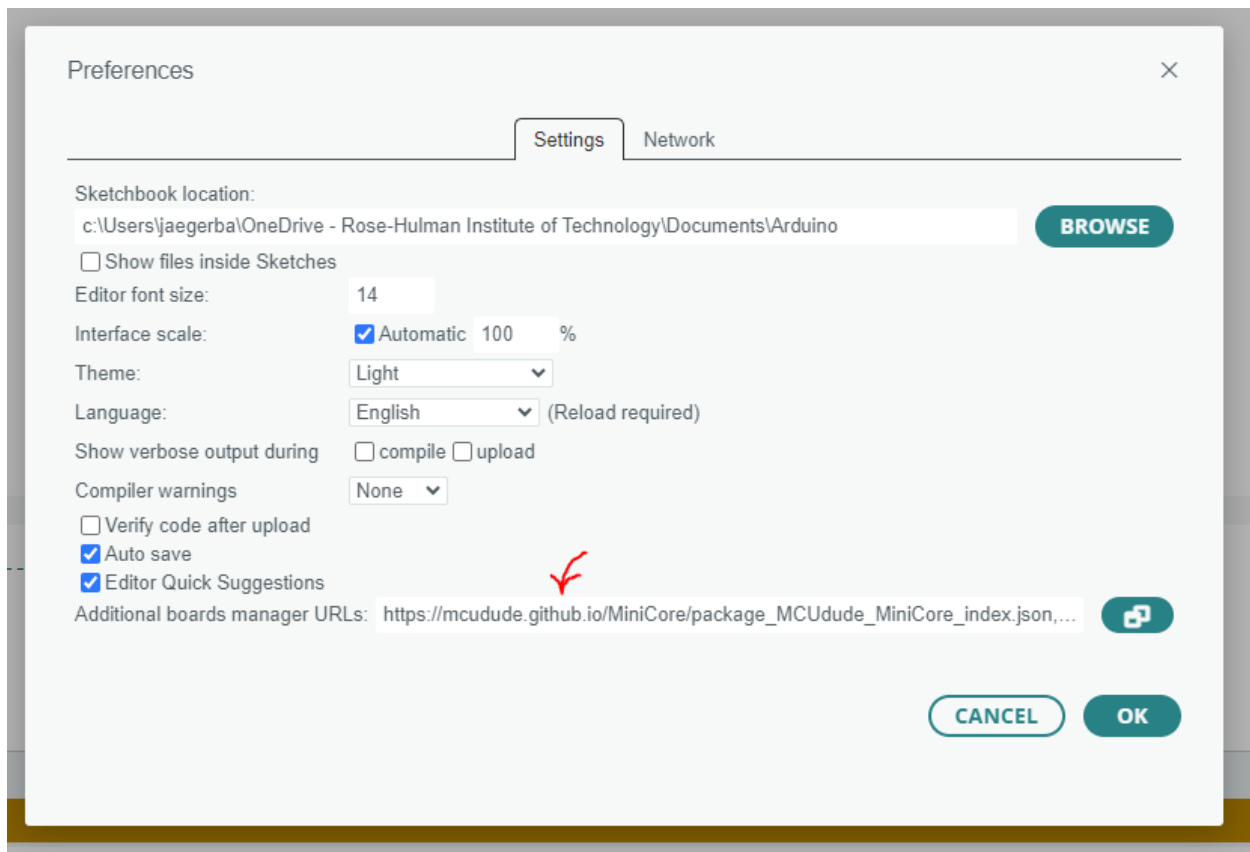 Preferences
Settings Network
Sketchbook location:
c:\Users\jaegerba\OneDrive - Rose-Hulman Institute of Technology\Documents\Arduino BROWSE
Show files inside Sketches
Editor font size: 14
Interface scale: Automatic 100 %
Theme: Light
Language: English (Reload required)
Show verbose output during compile upload
Compiler warnings None
Verify code after upload
Auto save
Editor Quick Suggestions
Additional boards manager URLs: https://mcudude.github.io/MiniCore/package_MCUdude_MiniCore_index.json,...
CANCEL OK